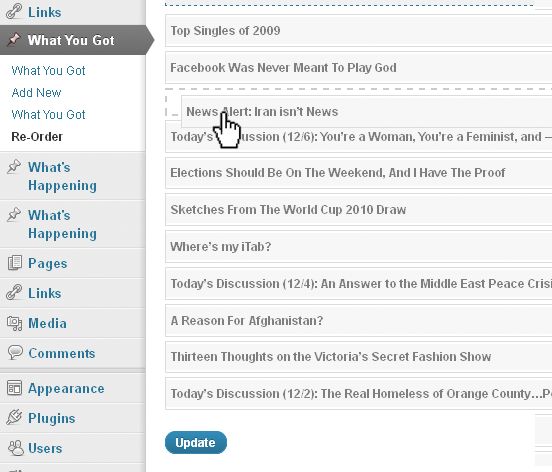 Links
What You Got
What You Got
Add New
What You Got
Re-Order
What's
Happening
What's
Happening
Pages
Links
Media
Comments
Appearance
Plugins
Users
Top Singles of 2009
Facebook Was Never Meant To Play God
News Alert: Iran isn't News
Today's Discussion (12/6): You're a Woman, You're a Feminist, and —
Elections Should Be On The Weekend, And I Have The Proof
Sketches From The World Cup 2010 Draw
Where's my iTab?
Today's Discussion (12/4): An Answer to the Middle East Peace Crisi
A Reason For Afghanistan?
Thirteen Thoughts on the Victoria's Secret Fashion Show
Today's Discussion (12/2): The Real Homeless of Orange County…Po
Update